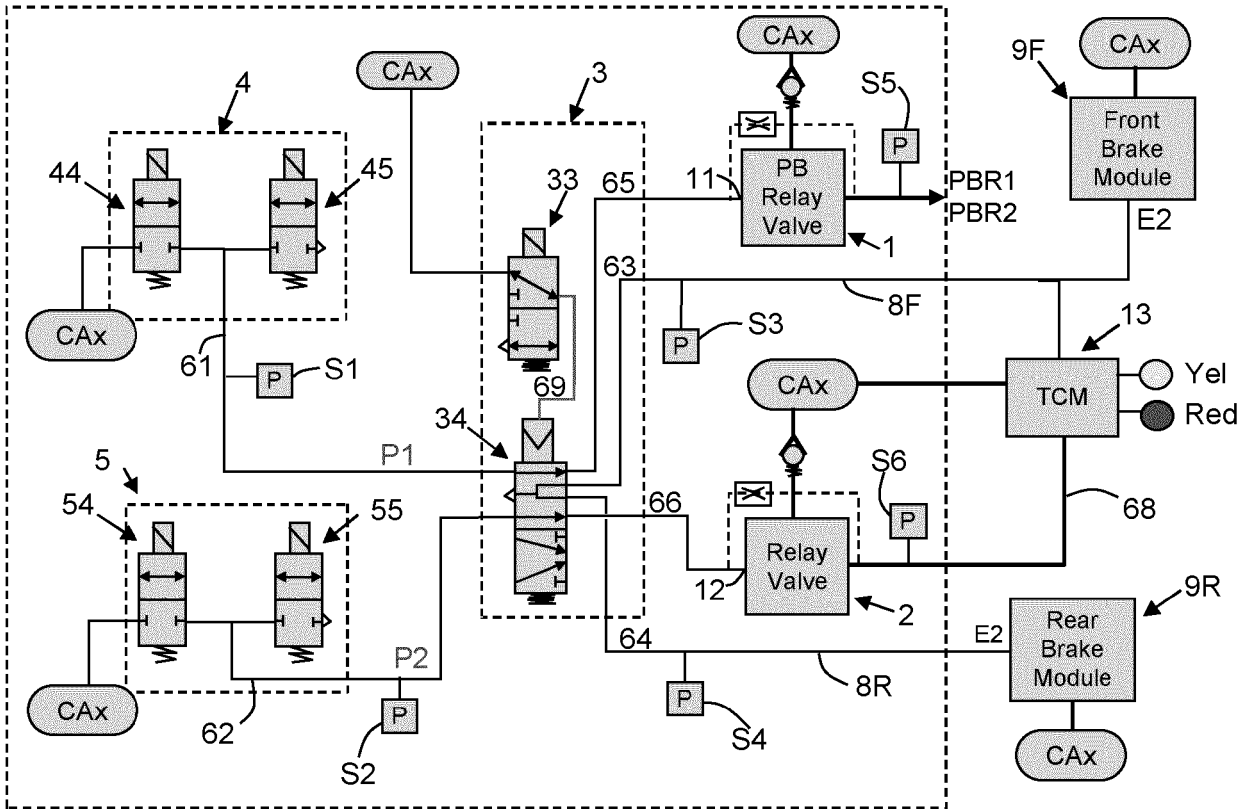 CAx
CAx
9F
CAx
4
3
S5
P
Front
Brake
Module
44
45
33
65
11
PB
Relay
Valve
PBR1
PBR2
1
E2
63
8F
CAx
61
P
S1
P
S3
13
CAx
TCM
Yel
Red
69
34
P1
S6
P
5
54
55
66
68
Relay
Valve
12
2
9R
64
E2
Rear
Brake
Module
P2
8R
CAx
62
P
S2
P
S4
CAx